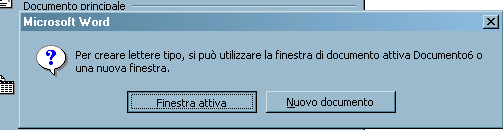 Documento principale
Microsoft Word
Per creare lettere tipo, si può utilizzare la finestra di documento attiva Documento6 o
una nuova finestra.
Finestra attiva
Nuovo documento